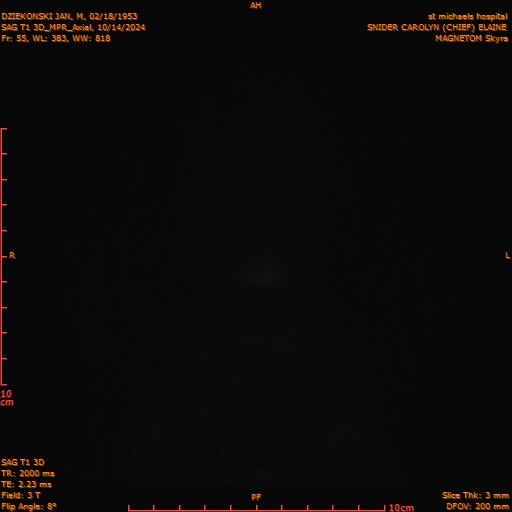 AH
DZIEKONSKI JAN, M, 02/18/1953
SAG T1 3D_MPR_Axial, 10/14/2024
Fr: 55, WL: 383, WW: 818
st michaels hospital
SNIDER CAROLYN (CHIEF) ELAINE
MAGNETOM Skyra
R
L
10
cm
SAG T1 3D
TR: 2000 ms
TE: 2.23 ms
Field: 3 T
Flip Angle: 8°
PF
10cm
Slice Thk: 3 mm
DFOV: 200 mm